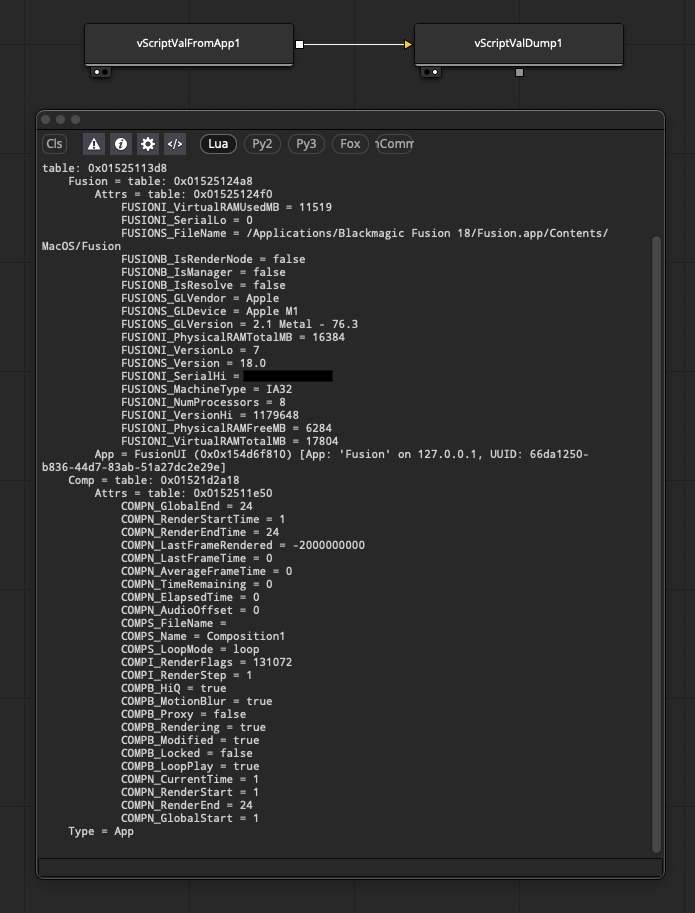 vScriptValFromApp1
vScriptValDump1
Cls
</>
Lua
Py2
Py3
Fox
Comm
table: 0x01525113d8
Fusion = table: 0x01525124a8
Attrs = table: 0x01525124f0
FUSIONI_VirtualRAMUsedMB = 11519
FUSIONI_SerialLo = 0
FUSIONS_FileName = /Applications/Blackmagic Fusion 18/Fusion.app/Contents/
MacOS/Fusion
FUSIONB_IsRenderNode = false
FUSIONB_IsManager = false
FUSIONB_IsResolve = false
FUSIONS_GLVendor = Apple
FUSIONS_GLDevice = Apple M1
FUSIONS_GLVersion = 2.1 Metal - 76.3
FUSIONI_PhysicalRAMTotalMB = 16384
FUSIONI_VersionLo = 7
FUSIONS_Version = 18.0
FUSIONI_SerialHi =
FUSIONS_MachineType = IA32
FUSIONI_NumProcessors = 8
FUSIONI_VersionHi = 1179648
FUSIONI_PhysicalRAMFreeMB = 6284
FUSIONI_VirtualRAMTotalMB = 17804
App = FusionUI (0x0x154d6f810) [App: 'Fusion' on 127.0.0.1, UUID: 66da1250-
b836-44d7-83ab-51a27dc2e29e]
Comp = table: 0x01521d2a18
Attrs = table: 0x0152511e50
COMPN_GlobalEnd = 24
COMPN_RenderStartTime = 1
COMPN_RenderEndTime = 24
COMPN_LastFrameRendered = -2000000000
COMPN_LastFrameTime = 0
COMPN_AverageFrameTime = 0
COMPN_TimeRemaining = 0
COMPN_ElapsedTime = 0
COMPN_AudioOffset = 0
COMPS_FileName =
COMPS_Name = Composition1
COMPS_LoopMode = loop
COMPI_RenderFlags = 131072
COMPI_RenderStep = 1
COMPB_HiQ = true
COMPB_MotionBlur = true
COMPB_Proxy = false
COMPB_Rendering = true
COMPB_Modified = true
COMPB_Locked = false
COMPB_LoopPlay = true
COMPN_CurrentTime = 1
COMPN_RenderStart = 1
COMPN_RenderEnd = 24
COMPN_GlobalStart = 1
Type = App